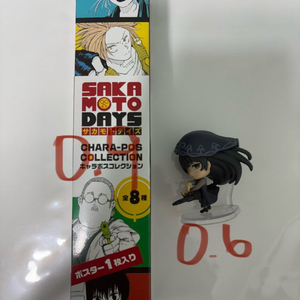 SAKA
MOTO
DAYS
サカモトデイズ
CHARA-POS
COLLECTION
キャラポスコレクション
全8種
0.6
ポスター1枚入り